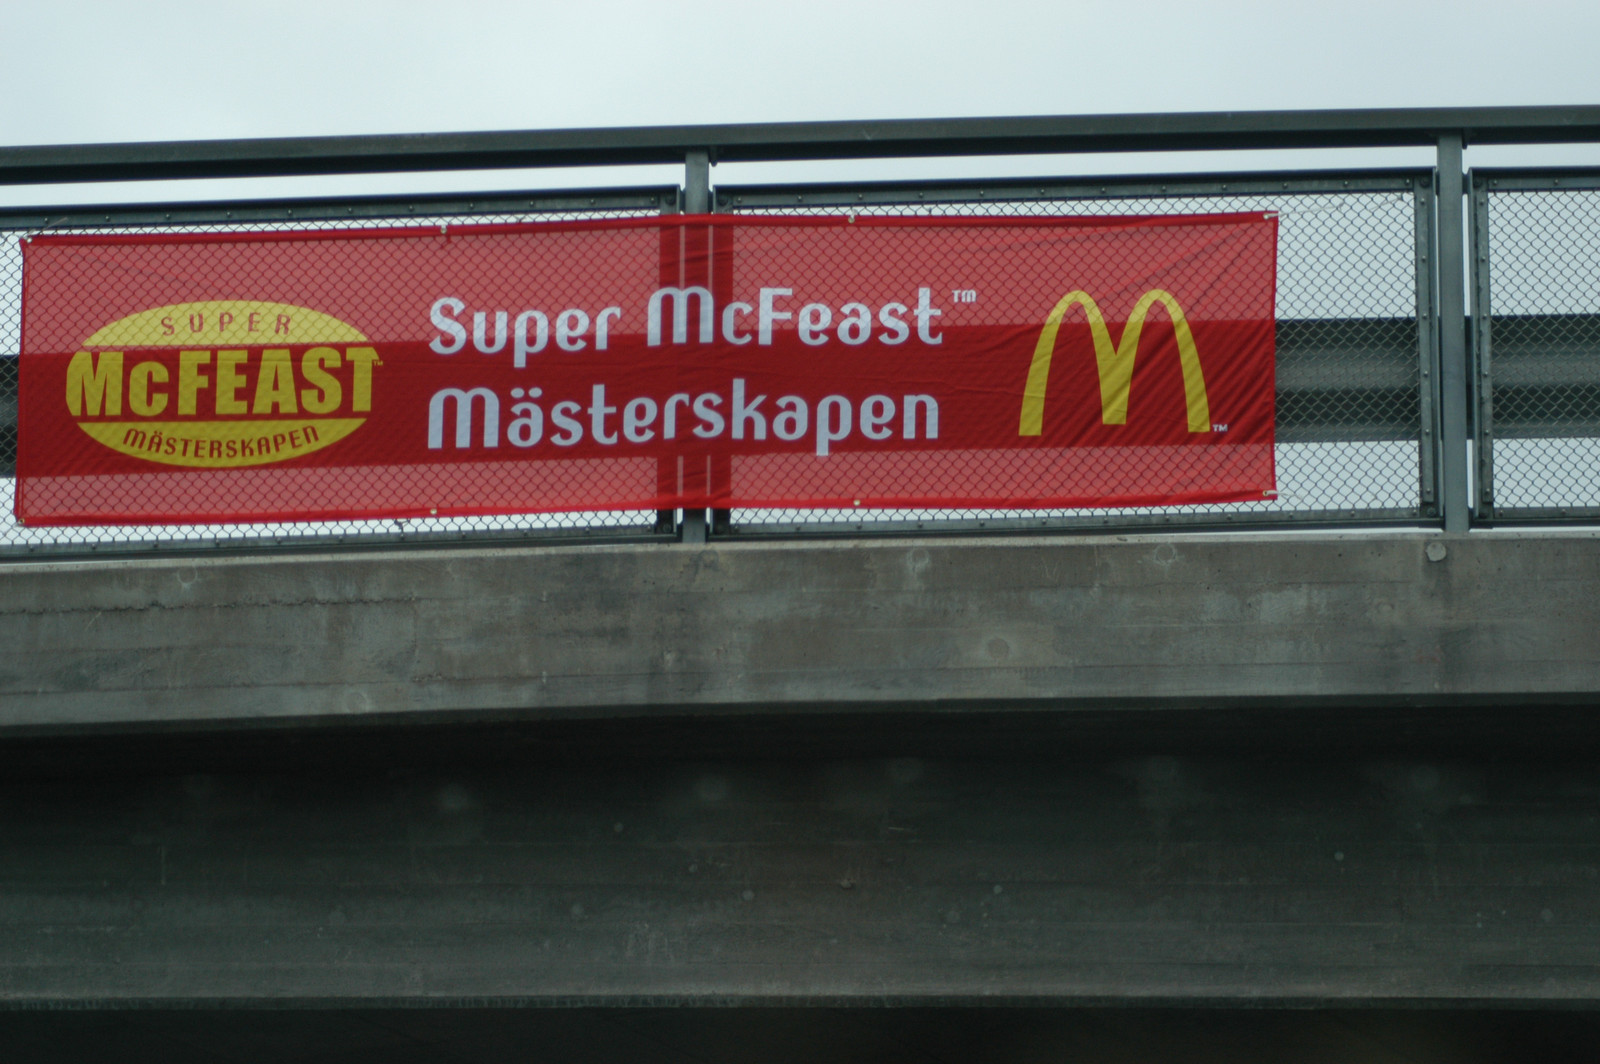 SUPER
McFEAST™
MÄSTERSKAPEN
Super McFeast™
Mästerskapen
M™